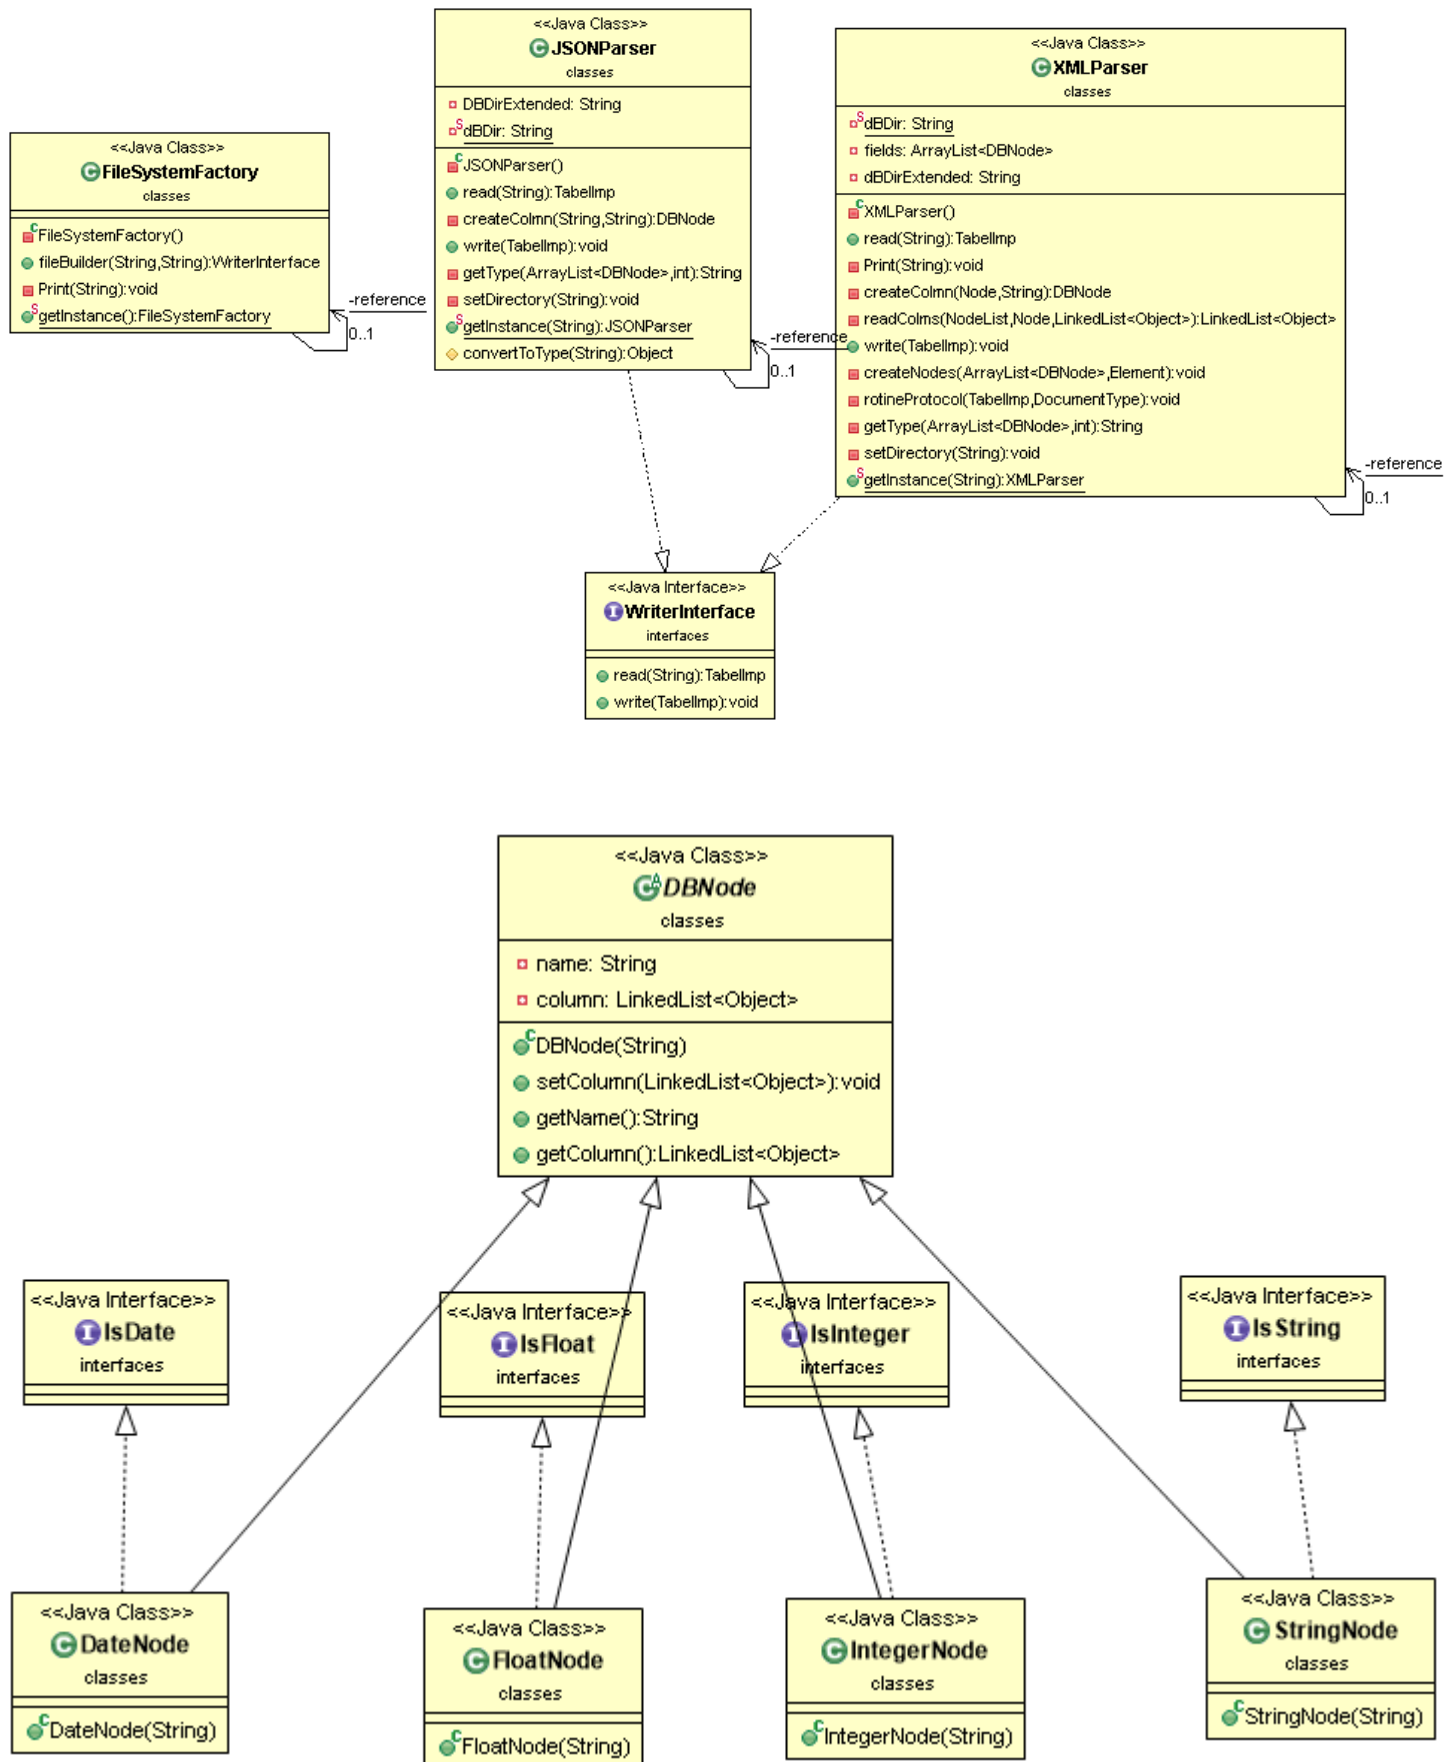 <<Java Class>>
FileSystemFactory
classes
FileSystemFactory()
fileBuilder(String,String):WriterInterface
Print(String):void
getInstance():FileSystemFactory
-reference
0..1
<<Java Class>>
JSONParser
classes
DBDirExtended: String
dBDir: String
JSONParser()
read(String):TabelImp
createColmn(String,String):DBNode
write(TabelImp):void
getType(ArrayList<DBNode>,int):String
setDirectory(String):void
getInstance(String):JSONParser
convertToType(String):Object
-reference
0..1
<<Java Class>>
XMLParser
classes
dBDir: String
fields: ArrayList<DBNode>
dBDirExtended: String
XMLParser()
read(String):TabelImp
Print(String):void
createColmn(Node,String):DBNode
readColms(NodeList,Node,LinkedList<Object>):LinkedList<Object>
write(TabelImp):void
createNodes(ArrayList<DBNode>,Element):void
rotineProtocol(TabelImp,DocumentType):void
getType(ArrayList<DBNode>,int):String
setDirectory(String):void
getInstance(String):XMLParser
-reference
0..1
<<Java Interface>>
WriterInterface
interfaces
read(String):TabelImp
write(TabelImp):void
<<Java Class>>
DBNode
classes
name: String
column: LinkedList<Object>
DBNode(String)
setColumn(LinkedList<Object>):void
getName():String
getColumn():LinkedList<Object>
<<Java Interface>>
IsDate
interfaces
<<Java Interface>>
IsFloat
interfaces
<<Java Interface>>
IsInteger
interfaces
<<Java Interface>>
IsString
interfaces
<<Java Class>>
DateNode
classes
DateNode(String)
<<Java Class>>
FloatNode
classes
FloatNode(String)
<<Java Class>>
IntegerNode
classes
IntegerNode(String)
<<Java Class>>
StringNode
classes
StringNode(String)